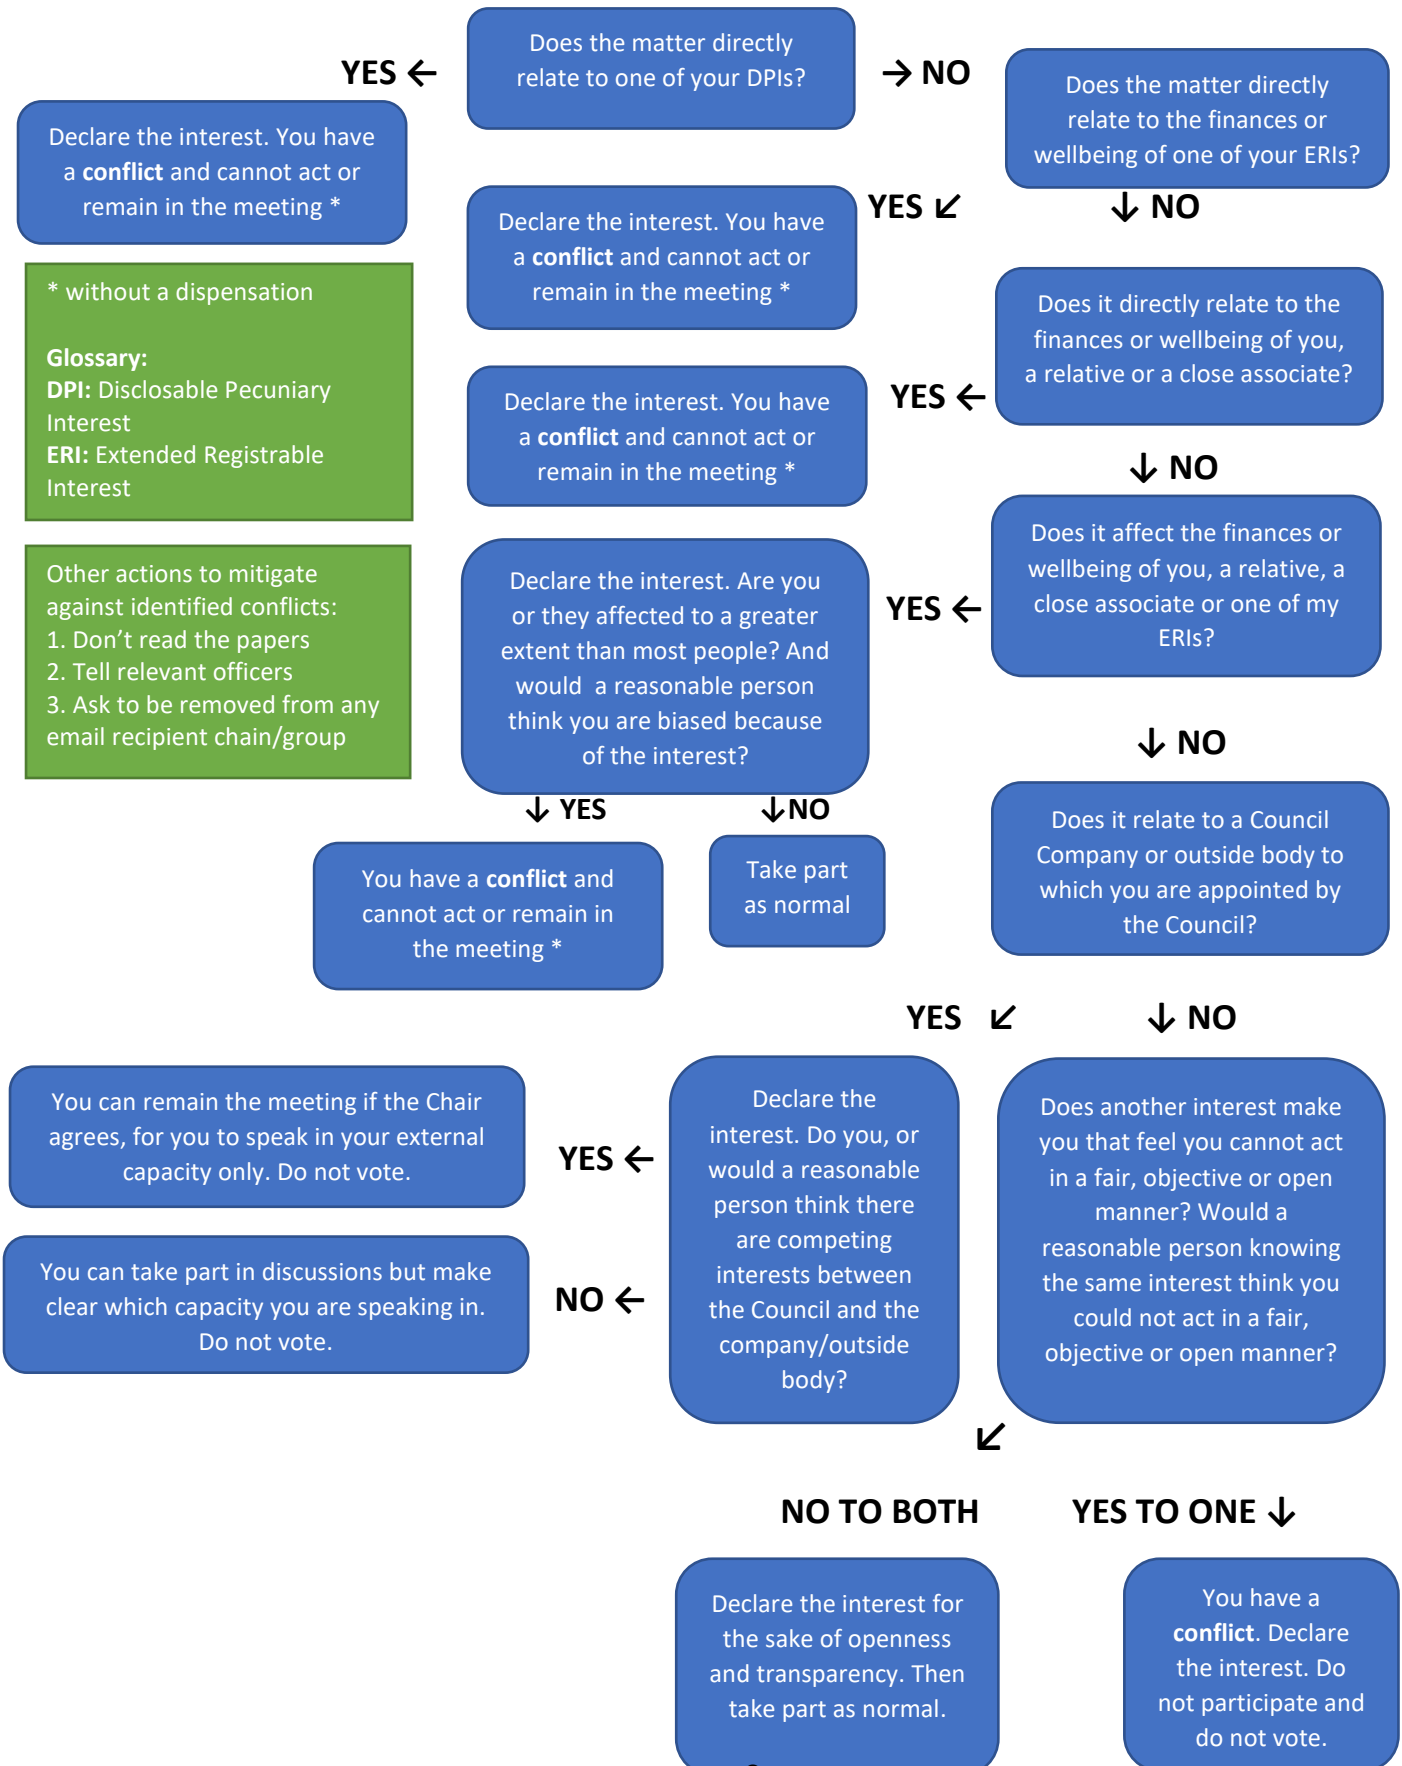 Does the matter directly
relate to one of your DPIs?
YES ←
→ NO
Declare the interest. You have
a conflict and cannot act or
remain in the meeting *
Does the matter directly
relate to the finances or
wellbeing of one of your ERIs?
YES ↙
↓ NO
Declare the interest. You have
a conflict and cannot act or
remain in the meeting *
* without a dispensation
Glossary:
DPI: Disclosable Pecuniary
Interest
ERI: Extended Registrable
Interest
Does it directly relate to the
finances or wellbeing of you,
a relative or a close associate?
YES ←
Declare the interest. You have
a conflict and cannot act or
remain in the meeting *
↓ NO
Does it affect the finances or
wellbeing of you, a relative, a
close associate or one of my
ERIs?
YES ←
Declare the interest. Are you
or they affected to a greater
extent than most people? And
would  a reasonable person
think you are biased because
of the interest?
Other actions to mitigate
against identified conflicts:
1. Don’t read the papers
2. Tell relevant officers
3. Ask to be removed from any
email recipient chain/group
↓ NO
↓ YES
↓NO
You have a conflict and
cannot act or remain in
the meeting *
Take part
as normal
Does it relate to a Council
Company or outside body to
which you are appointed by
the Council?
YES ↙
↓ NO
Declare the
interest. Do you, or
would a reasonable
person think there
are competing
interests between
the Council and the
company/outside
body?
YES ←
You can remain the meeting if the Chair
agrees, for you to speak in your external
capacity only. Do not vote.
NO ←
You can take part in discussions but make
clear which capacity you are speaking in.
Do not vote.
Does another interest make
you that feel you cannot act
in a fair, objective or open
manner? Would a
reasonable person knowing
the same interest think you
could not act in a fair,
objective or open manner?
↙
NO TO BOTH
YES TO ONE ↓
Declare the interest for
the sake of openness
and transparency. Then
take part as normal.
You have a
conflict. Declare
the interest. Do
not participate and
do not vote.